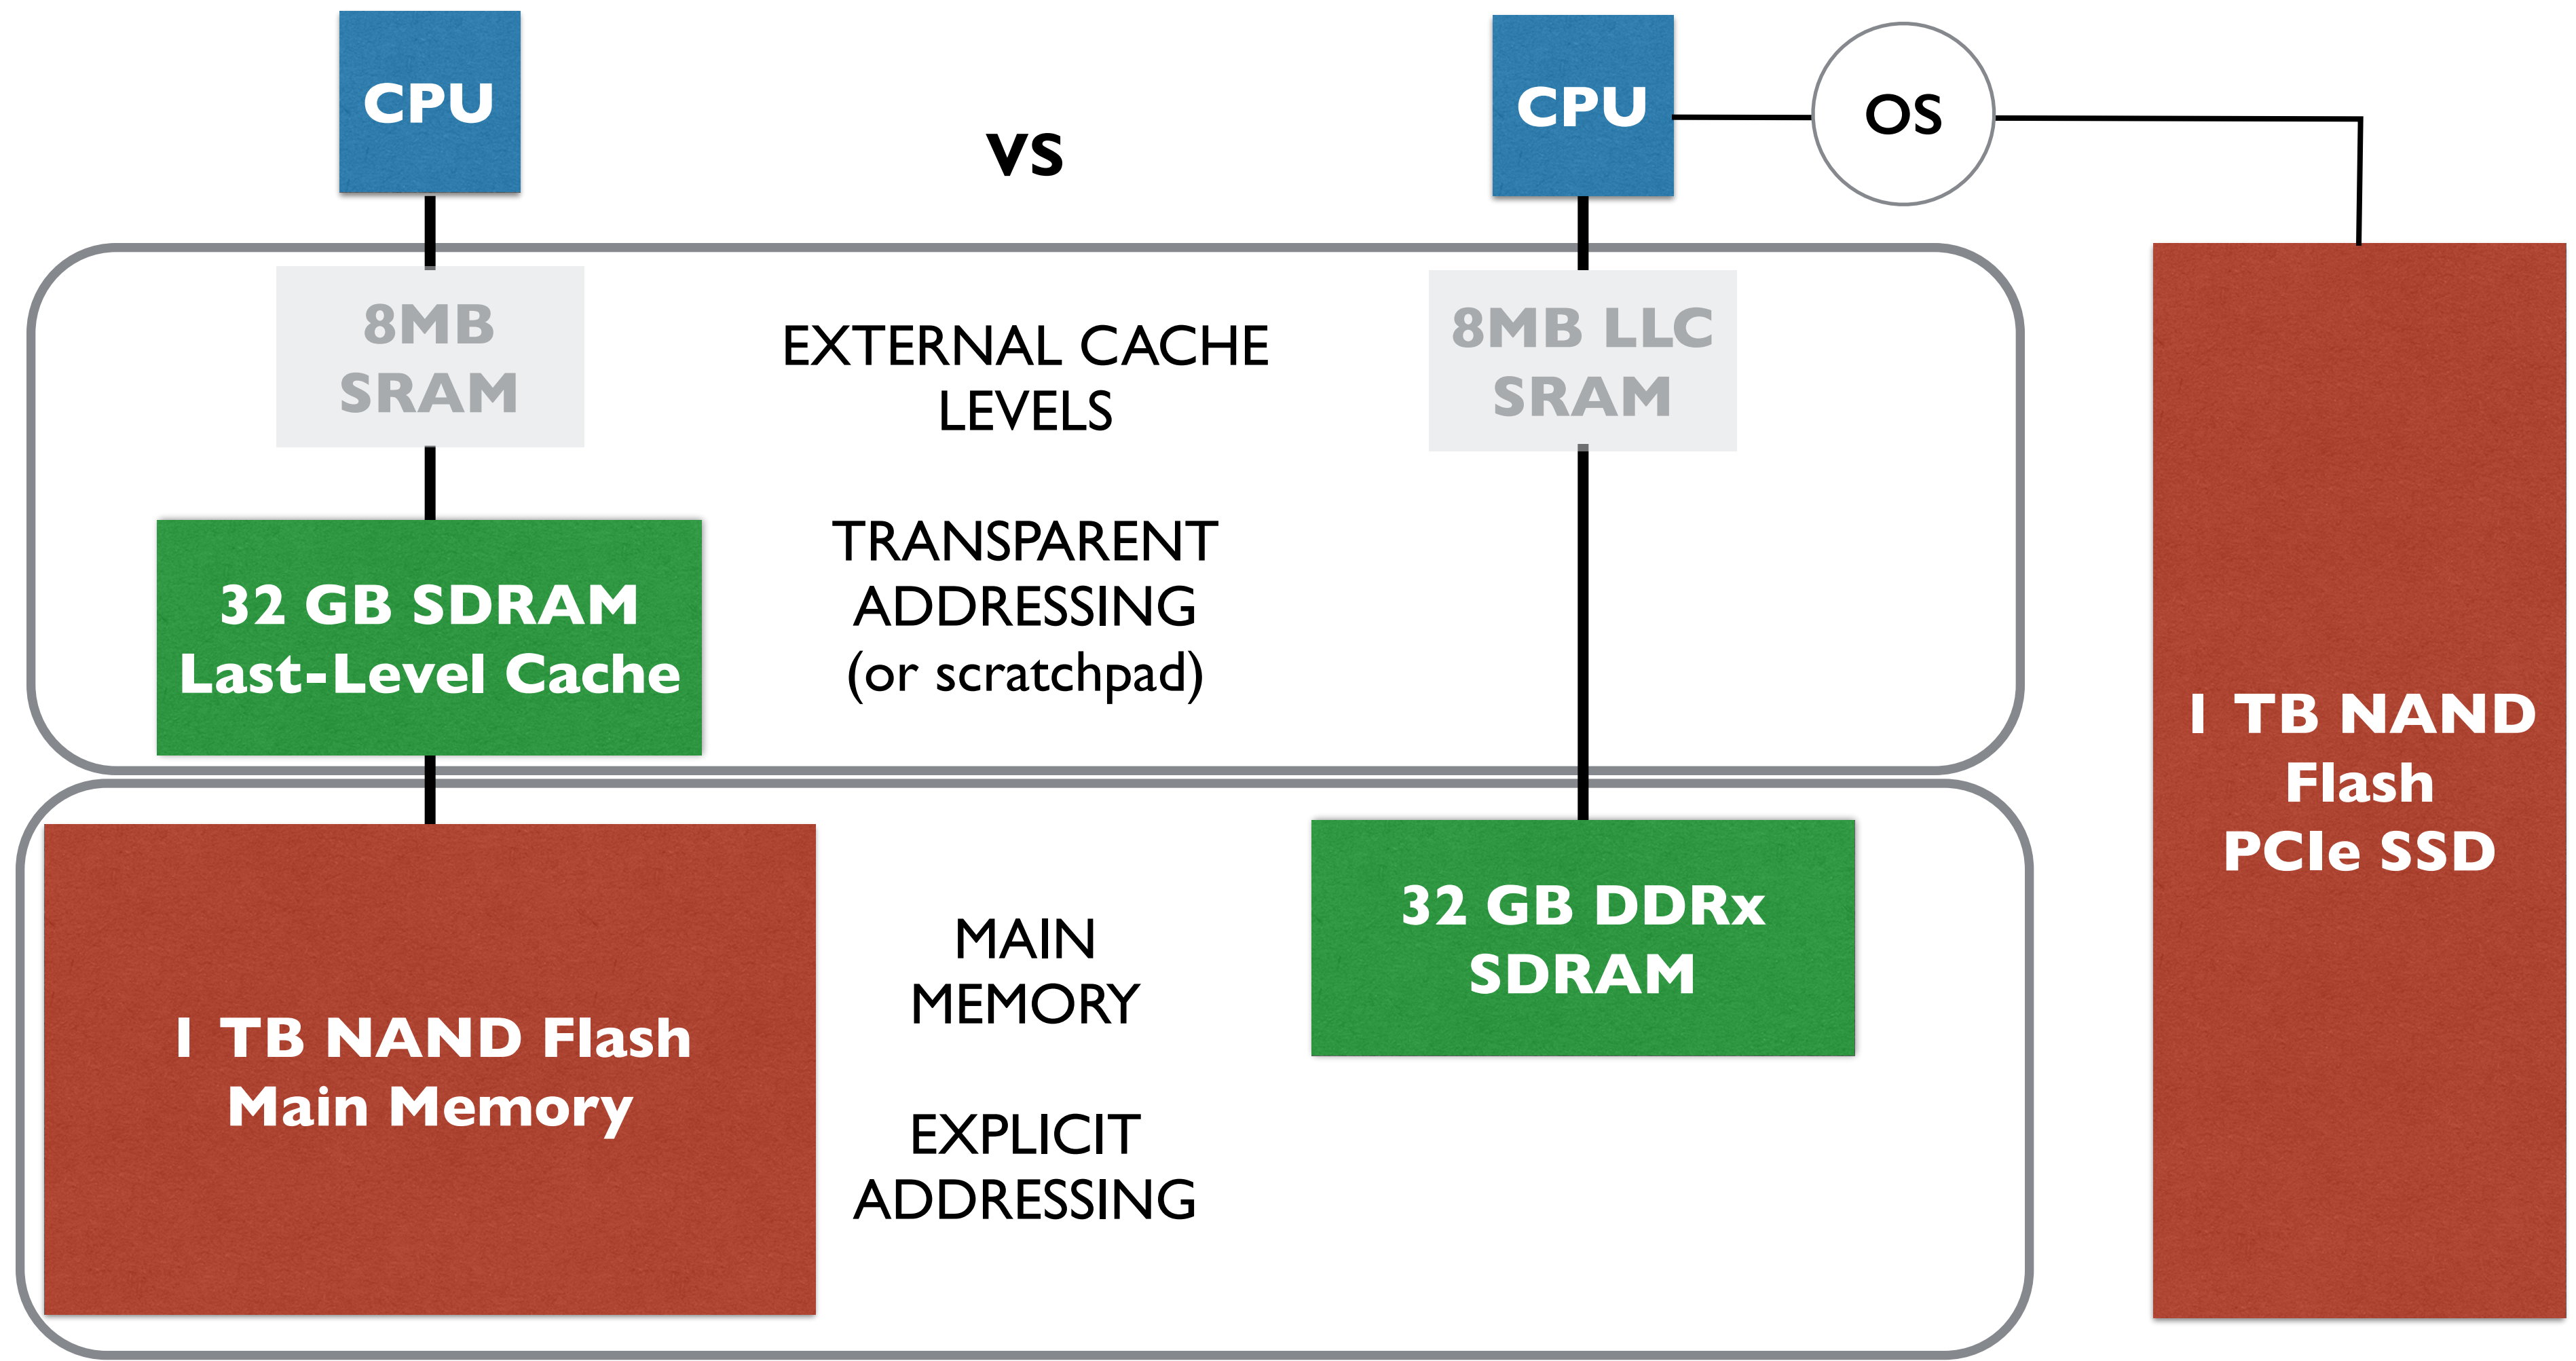 CPU
vs
CPU
OS
8MB
SRAM
EXTERNAL CACHE
LEVELS
8MB LLC
SRAM
TRANSPARENT
ADDRESSING
(or scratchpad)
32 GB SDRAM
Last-Level Cache
1 TB NAND
Flash
PCIe SSD
1 TB NAND Flash
Main Memory
MAIN
MEMORY
EXPLICIT
ADDRESSING
32 GB DDRx
SDRAM